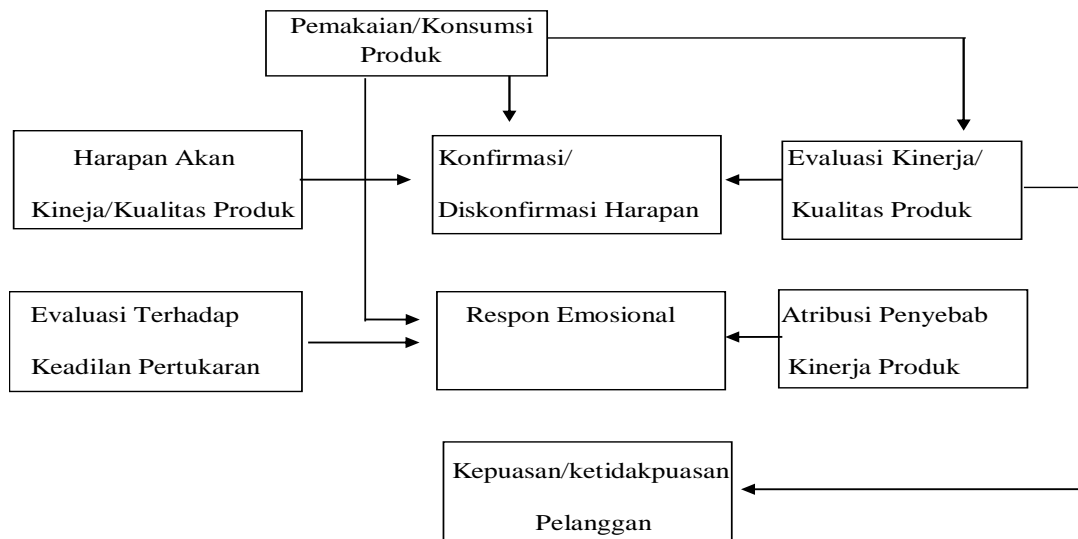 Pemakaian/Konsumsi
Produk
Harapan Akan
Kineja/Kualitas Produk
Konfirmasi/
Diskonfirmasi Harapan
Evaluasi Kinerja/
Kualitas Produk
Evaluasi Terhadap
Keadilan Pertukaran
Respon Emosional
Atribusi Penyebab
Kinerja Produk
Kepuasan/ketidakpuasan
Pelanggan